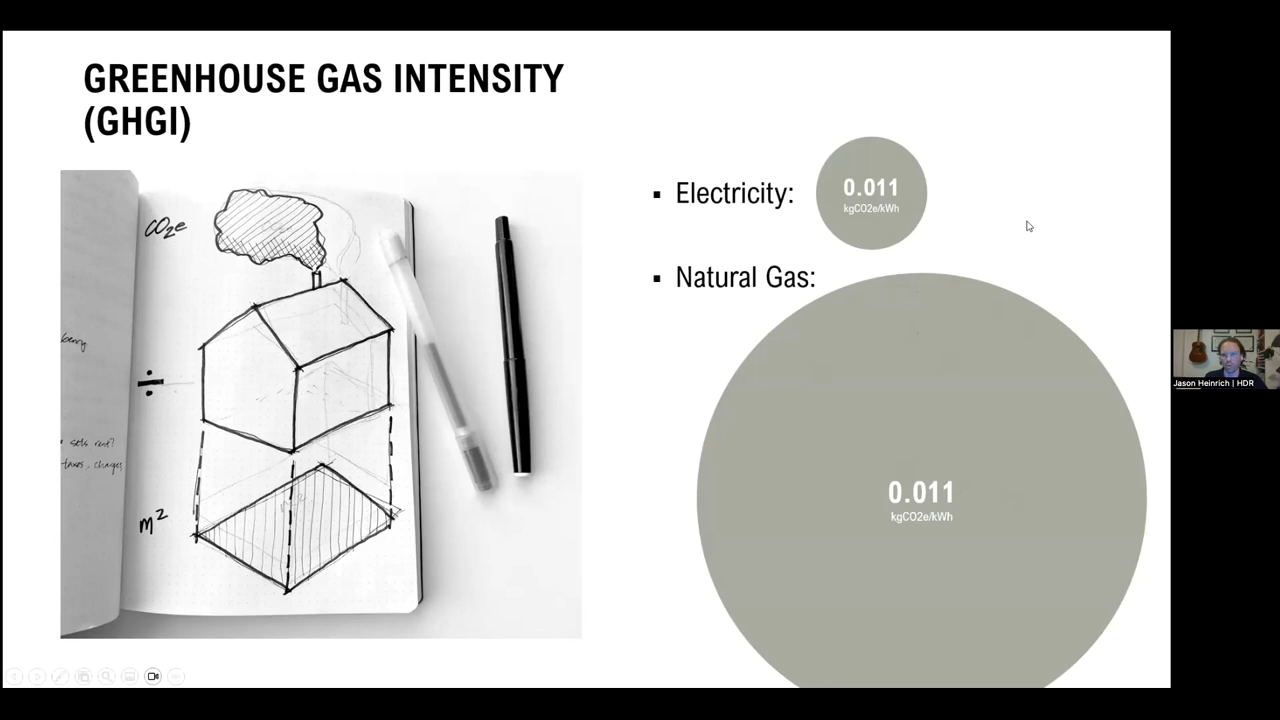 GREENHOUSE GAS INTENSITY
(GHGI)
CO2e
÷
m²
▪ Electricity:
0.011
kgCO2e/kWh
▪ Natural Gas:
0.011
kgCO2e/kWh
Jason Heinrich | HDR